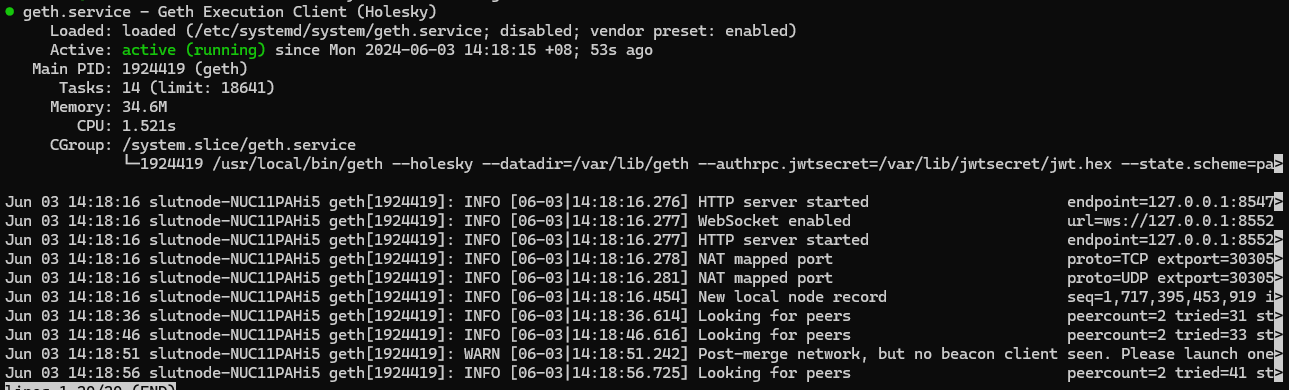 ● geth.service - Geth Execution Client (Holesky)
Loaded: loaded (/etc/systemd/system/geth.service; disabled; vendor preset: enabled)
Active: active (running) since Mon 2024-06-03 14:18:15 +08; 53s ago
Main PID: 1924419 (geth)
Tasks: 14 (limit: 18641)
Memory: 34.6M
CPU: 1.521s
CGroup: /system.slice/geth.service
└─1924419 /usr/local/bin/geth --holesky --datadir=/var/lib/geth --authrpc.jwtsecret=/var/lib/jwtsecret/jwt.hex --state.scheme=pa>
Jun 03 14:18:16 slutnode-NUC11PAHi5 geth[1924419]: INFO [06-03|14:18:16.276] HTTP server started endpoint=127.0.0.1:8547>
Jun 03 14:18:16 slutnode-NUC11PAHi5 geth[1924419]: INFO [06-03|14:18:16.277] WebSocket enabled url=ws://127.0.0.1:8552
Jun 03 14:18:16 slutnode-NUC11PAHi5 geth[1924419]: INFO [06-03|14:18:16.277] HTTP server started endpoint=127.0.0.1:8552>
Jun 03 14:18:16 slutnode-NUC11PAHi5 geth[1924419]: INFO [06-03|14:18:16.278] NAT mapped port proto=TCP extport=30305>
Jun 03 14:18:16 slutnode-NUC11PAHi5 geth[1924419]: INFO [06-03|14:18:16.281] NAT mapped port proto=UDP extport=30305>
Jun 03 14:18:16 slutnode-NUC11PAHi5 geth[1924419]: INFO [06-03|14:18:16.454] New local node record seq=1,717,395,453,919 i>
Jun 03 14:18:36 slutnode-NUC11PAHi5 geth[1924419]: INFO [06-03|14:18:36.614] Looking for peers peercount=2 tried=31 st>
Jun 03 14:18:46 slutnode-NUC11PAHi5 geth[1924419]: INFO [06-03|14:18:46.616] Looking for peers peercount=2 tried=33 st>
Jun 03 14:18:51 slutnode-NUC11PAHi5 geth[1924419]: WARN [06-03|14:18:51.242] Post-merge network, but no beacon client seen. Please launch one>
Jun 03 14:18:56 slutnode-NUC11PAHi5 geth[1924419]: INFO [06-03|14:18:56.725] Looking for peers peercount=2 tried=41 st>
lines 1-20/20 (END)